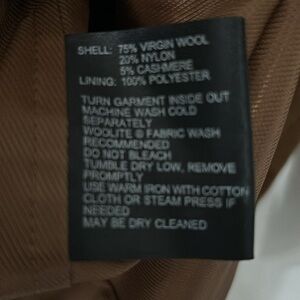 SHELL: 75% VIRGIN WOOL
20% NYLON
5% CASHMERE
LINING: 100% POLYESTER
TURN GARMENT INSIDE OUT
MACHINE WASH COLD
SEPARATELY
WOOLITE ® FABRIC WASH
RECOMMENDED
DO NOT BLEACH
TUMBLE DRY LOW, REMOVE
PROMPTLY
USE WARM IRON WITH COTTON
CLOTH OR STEAM PRESS IF
NEEDED
MAY BE DRY CLEANED